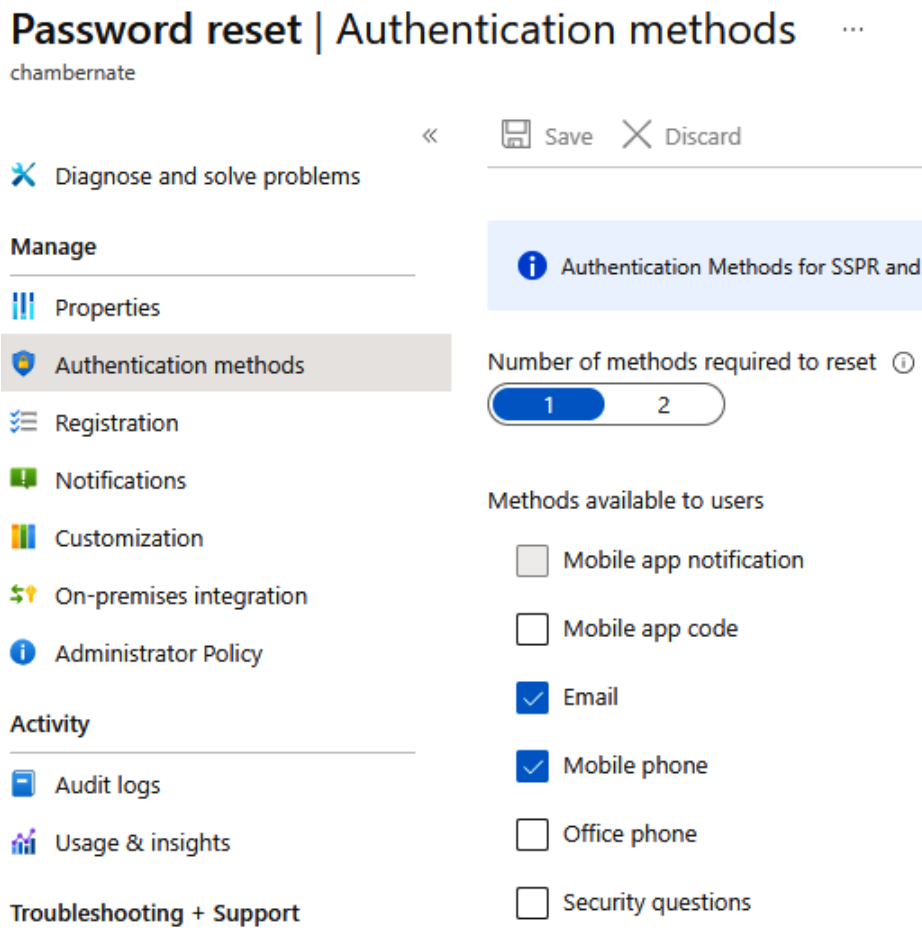 Password reset | Authentication methods ...
chambernate
«
Diagnose and solve problems
Manage
Properties
Authentication methods
Registration
Notifications
Customization
On-premises integration
Administrator Policy
Activity
Audit logs
Usage & insights
Troubleshooting + Support
Save Discard
Authentication Methods for SSPR and
Number of methods required to reset
1 2
Methods available to users
Mobile app notification
Mobile app code
Email
Mobile phone
Office phone
Security questions